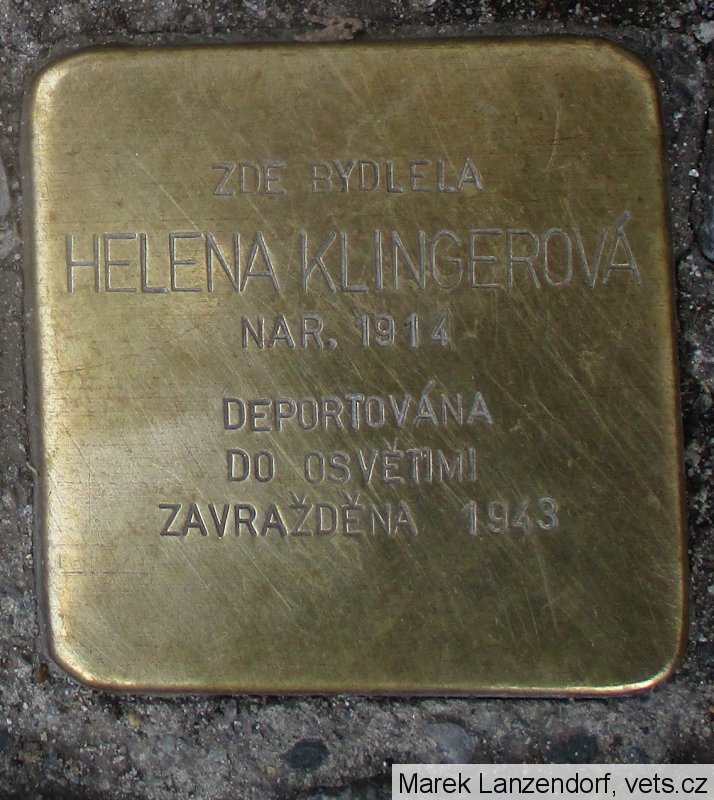 ZDE BYDLELA
HELENA KLINGEROVÁ
NAR. 1914
DEPORTOVÁNA
DO OSVĚTIMI
ZAVRAŽDĚNA 1943
Marek Lanzendorf, vets.cz